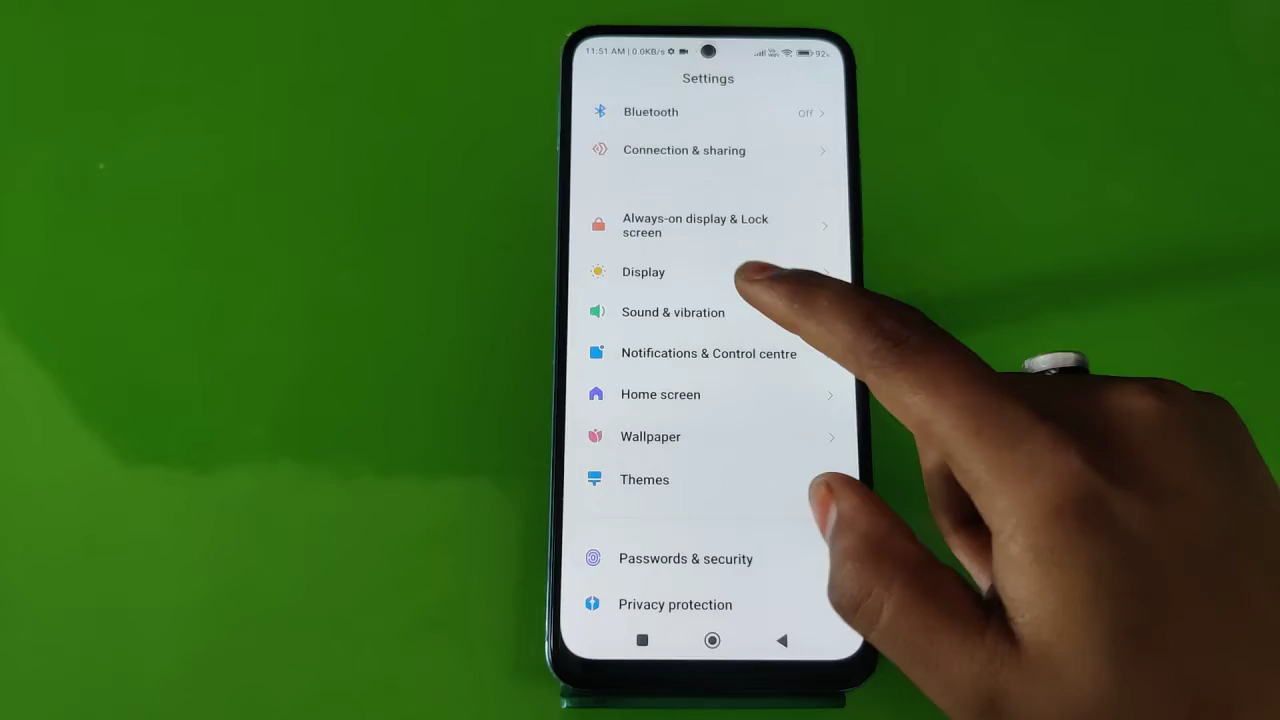 11:51 AM | 0.0KB/s
92%
Settings
Bluetooth
Off
Connection & sharing
Always-on display & Lock
screen
Display
Sound & vibration
Notifications & Control centre
Home screen
Wallpaper
Themes
Passwords & security
Privacy protection